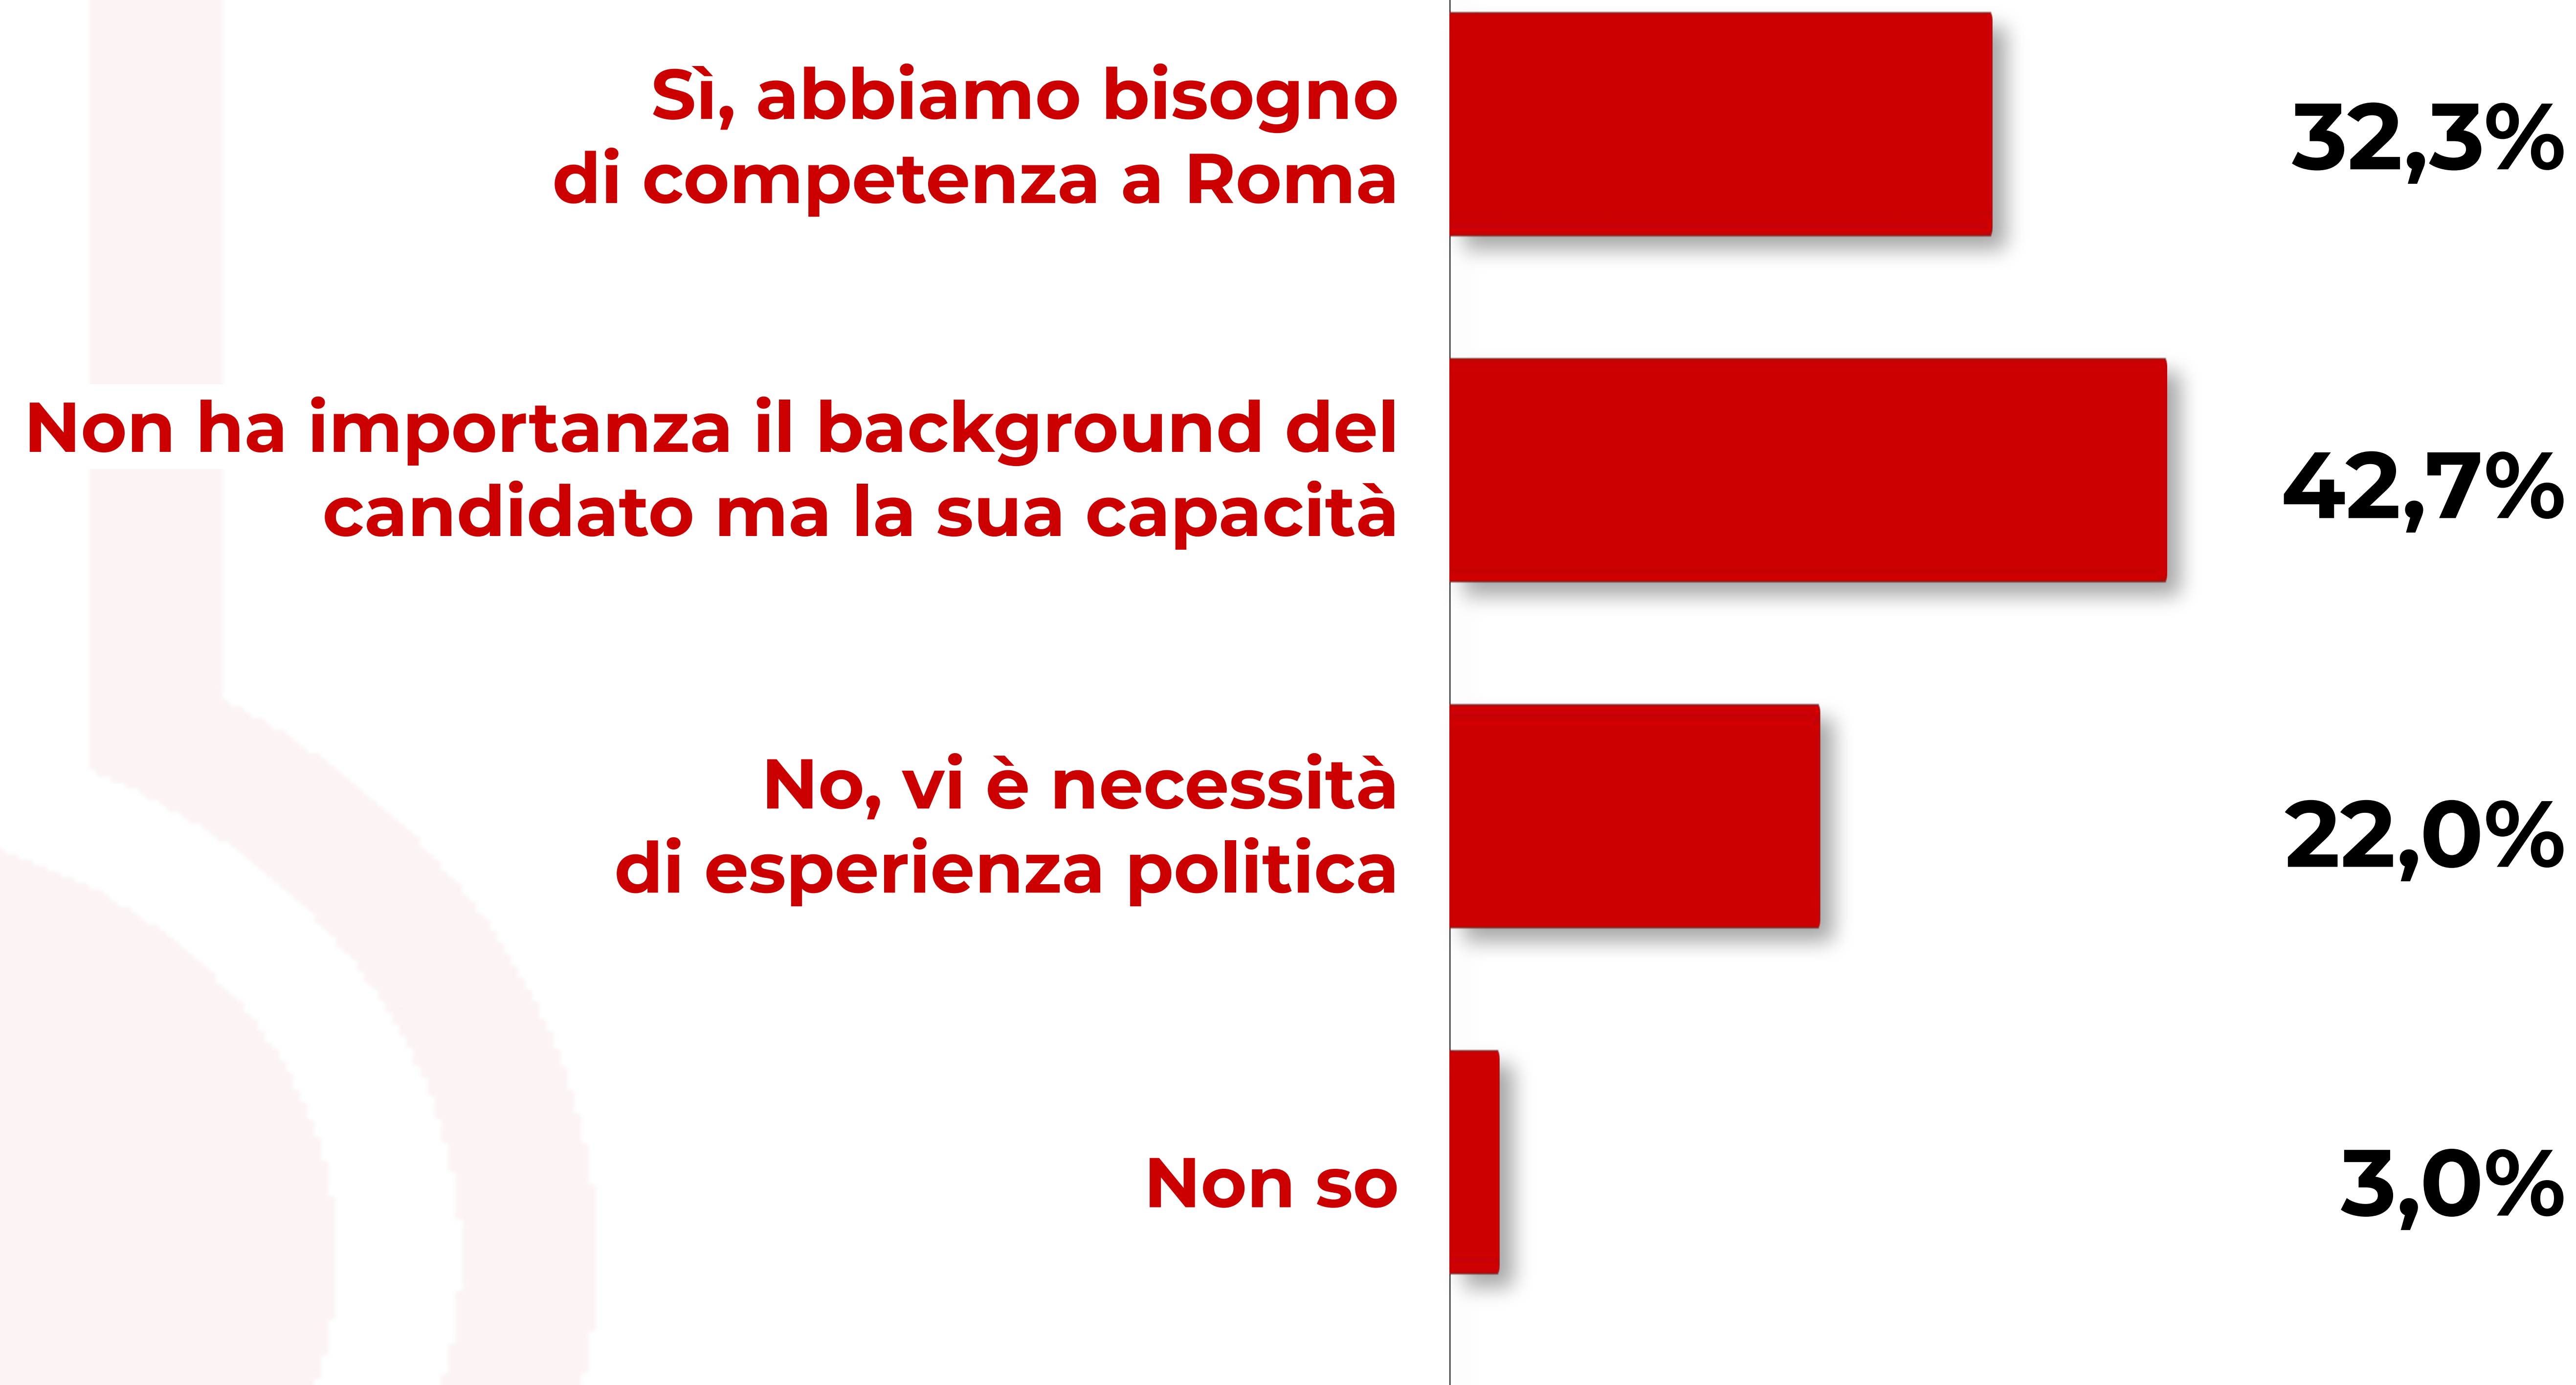 Sì, abbiamo bisogno
di competenza a Roma
32,3%
Non ha importanza il background del
candidato ma la sua capacità
42,7%
No, vi è necessità
di esperienza politica
22,0%
Non so
3,0%